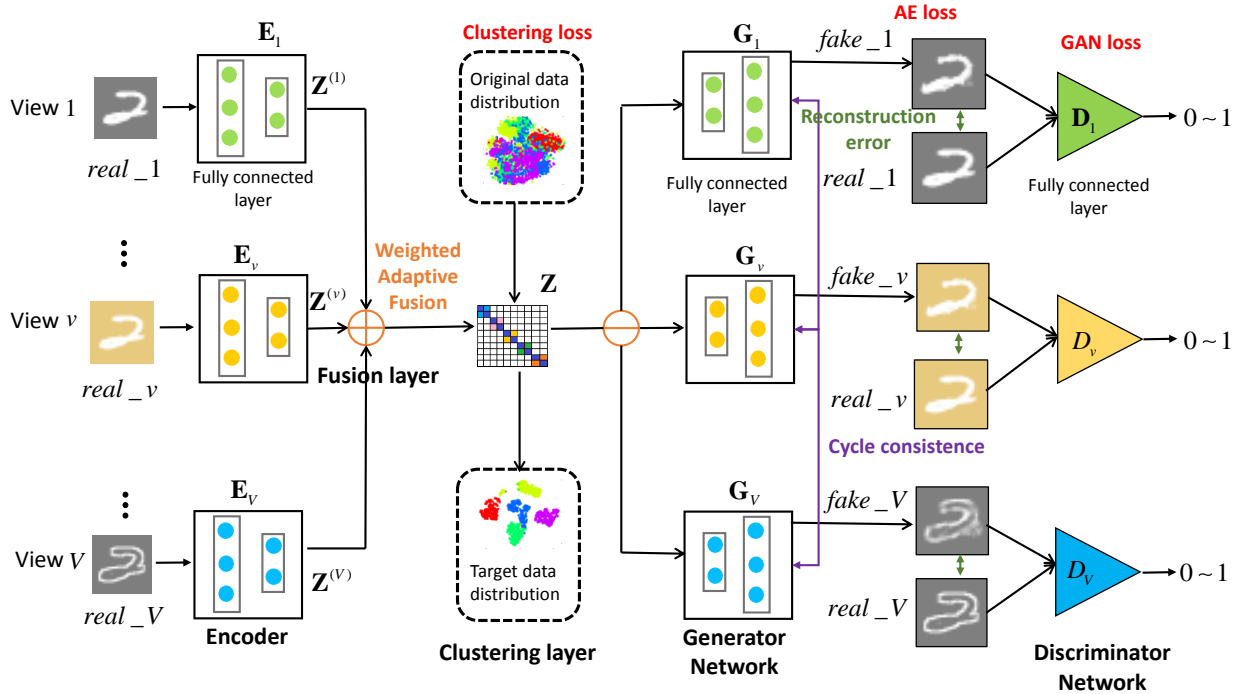 View 1
real _1
E1
Z(1)
Fully connected
layer
⋮
View v
real _v
Ev
Z(v)
Weighted
Adaptive
Fusion
Fusion layer
⋮
View V
real _V
EV
Z(V)
Encoder
Clustering loss
Original data
distribution
Z
Target data
distribution
Clustering layer
G1
Fully connected
layer
Gv
GV
Generator
Network
Cycle consistence
AE loss
fake _1
Reconstruction
error
real _1
fake _v
real _v
fake _V
real _V
GAN loss
D1
0 ~ 1
Fully connected
layer
Dv
0 ~ 1
DV
0 ~ 1
Discriminator
Network